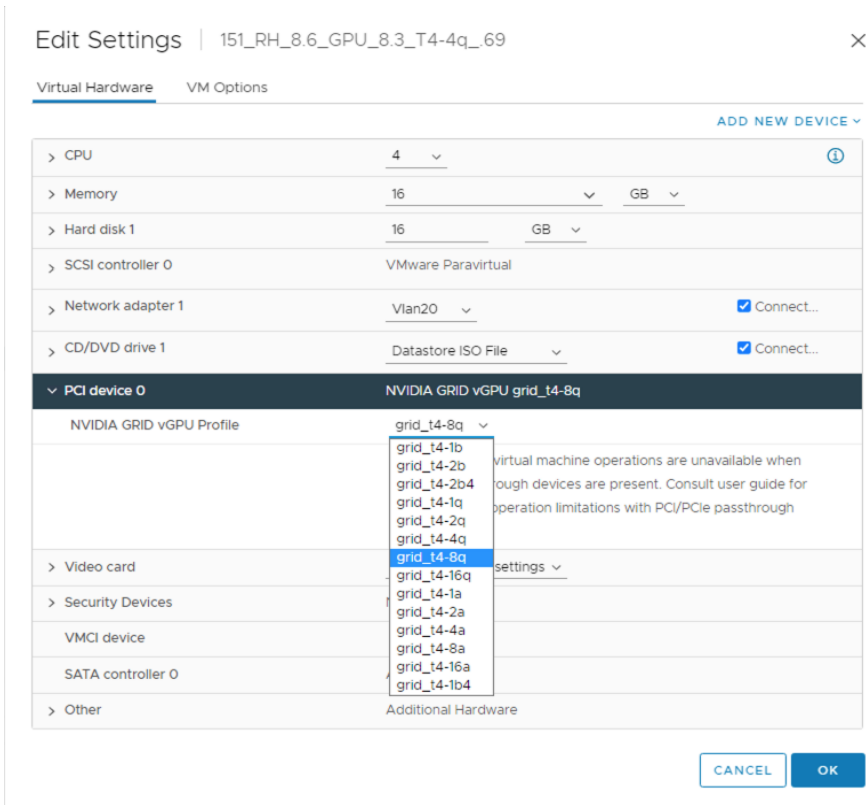 Edit Settings 151_RH_8.6_GPU_8.3_T4-4q_.69
Virtual Hardware VM Options
ADD NEW DEVICE
CPU 4
Memory 16 GB
Hard disk 1 16 GB
SCSI controller 0 VMware Paravirtual
Network adapter 1 Vlan20 Connect...
CD/DVD drive 1 Datastore ISO File Connect...
PCI device 0 NVIDIA GRID vGPU grid_t4-8q
NVIDIA GRID vGPU Profile grid_t4-8q
grid_t4-1b
virtual machine operations are unavailable when
grid_t4-2b
grid_t4-2b4 devices are present. Consult user guide for
grid_t4-1q
operation limitations with PCI/PCIe passthrough
grid_t4-2q
grid_t4-4q
grid_t4-8q
Video card settings
grid_t4-16q
grid_t4-1a
Security Devices
grid_t4-2a
grid_t4-4a
VMCI device
grid_t4-8a
grid_t4-16a
SATA controller 0
grid_t4-1b4
Other Additional Hardware
CANCEL OK